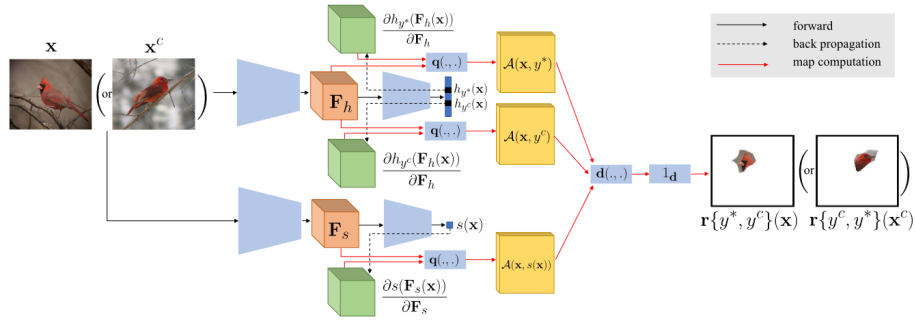 x
x^c
(or)
∂h_{y*}(F_h(x))
∂F_h
q(.,.)
A(x, y*)
F_h
h_{y*}(x)
h_{y^c}(x)
q(.,.)
A(x, y^c)
∂h_{y^c}(F_h(x))
∂F_h
F_s
s(x)
q(.,.)
A(x, s(x))
∂s(F_s(x))
∂F_s
d(.,.)
1_d
(or)
r{y*, y^c}(x)
r{y^c, y*}(x^c)
forward
back propagation
map computation